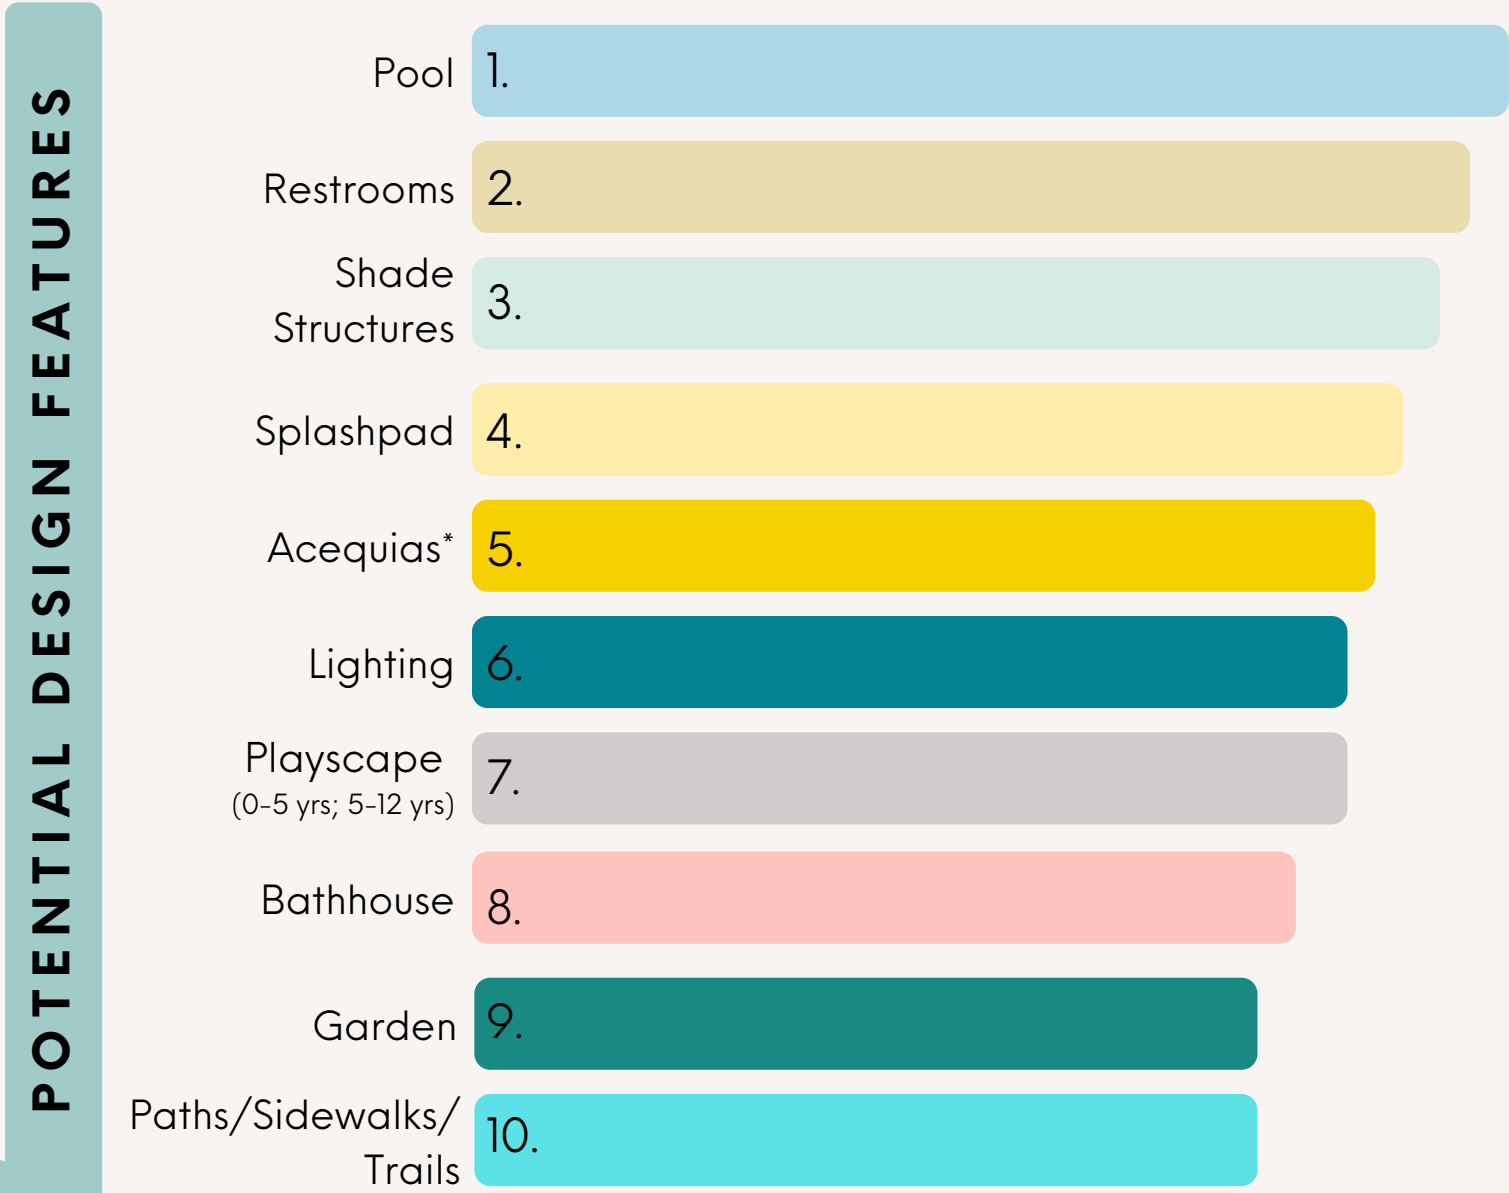 POTENTIAL DESIGN FEATURES
Pool 1.
Restrooms 2.
Shade
Structures 3.
Splashpad 4.
Acequias* 5.
Lighting 6.
Playscape 7.
(0-5 yrs; 5-12 yrs)
Bathhouse 8.
Garden 9.
Paths/Sidewalks/ 10.
Trails